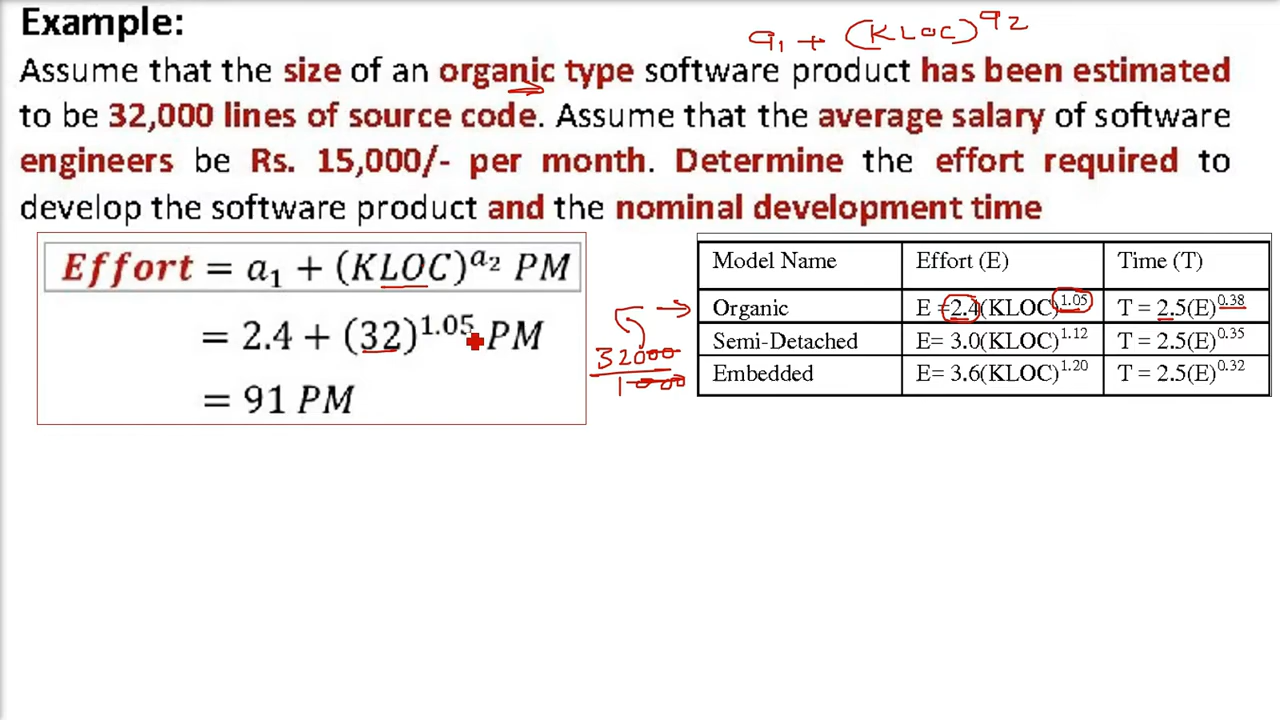 Example:
a₁ + (KLOC)^a2
Assume that the size of an organic type software product has been estimated
to be 32,000 lines of source code. Assume that the average salary of software
engineers be Rs. 15,000/- per month. Determine the effort required to
develop the software product and the nominal development time
Effort = a₁ + (KLOC)^a₂ PM
= 2.4 + (32)^1.05 PM
= 91 PM
32000
1000
Model Name Effort (E) Time (T)
Organic E =2.4(KLOC)^1.05 T = 2.5(E)^0.38
Semi-Detached E= 3.0(KLOC)^1.12 T = 2.5(E)^0.35
Embedded E= 3.6(KLOC)^1.20 T = 2.5(E)^0.32